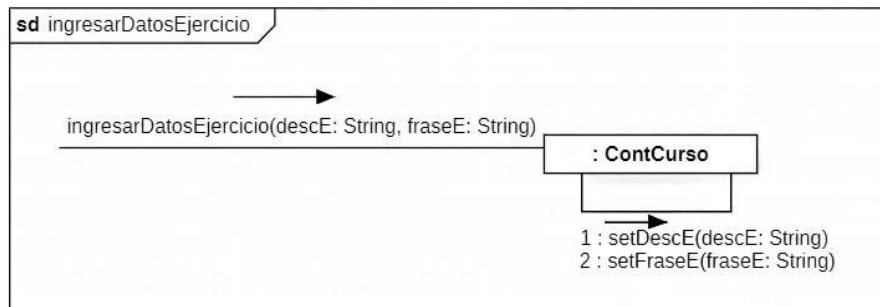 sd ingresarDatosEjercicio
ingresarDatosEjercicio(descE: String, fraseE: String)
: ContCurso
1 : setDescE(descE: String)
2 : setFraseE(fraseE: String)